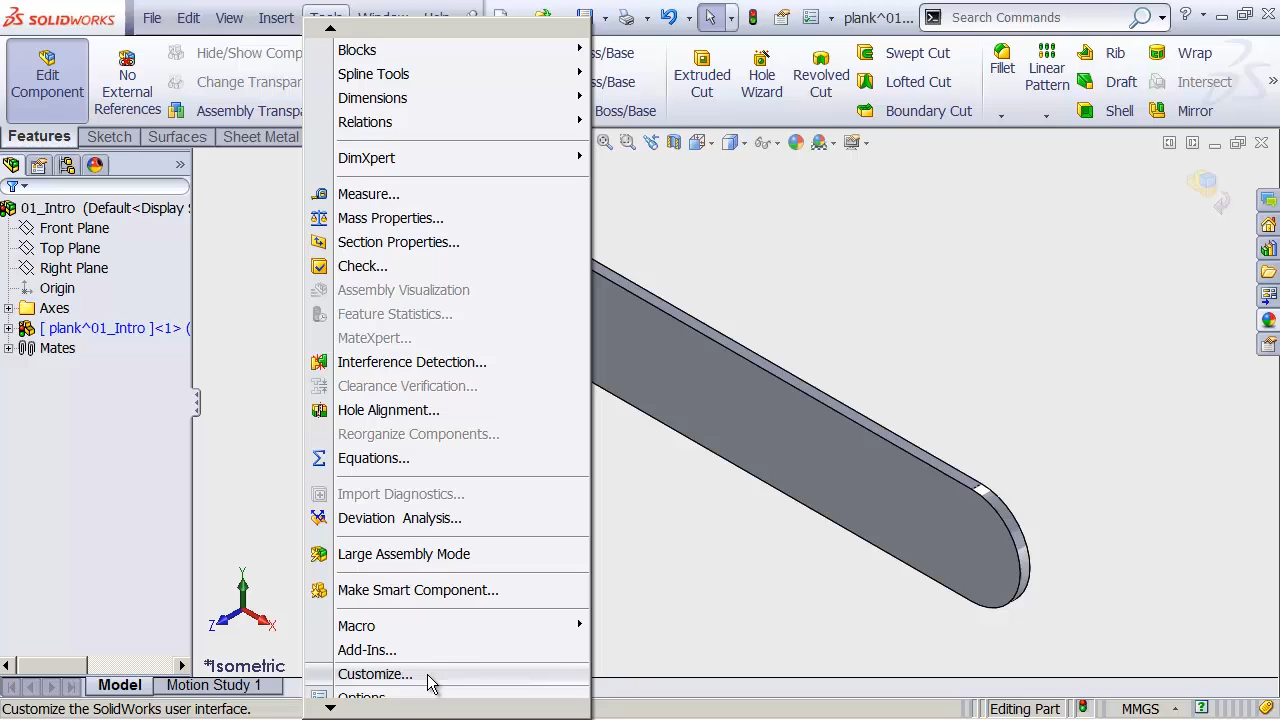 SOLIDWORKS
File
Edit
View
Insert
Tools
Window
Help
plank^01_...
Search Commands
Edit Component
No External References
Hide/Show Comp
Change Transpar
Assembly Transpa
ss/Base
ss/Base
Boss/Base
Extruded Cut
Hole Wizard
Revolved Cut
Swept Cut
Lofted Cut
Boundary Cut
Fillet
Linear Pattern
Rib
Draft
Shell
Wrap
Intersect
Mirror
Features
Sketch
Surfaces
Sheet Metal
01_Intro (Default<Display S
Front Plane
Top Plane
Right Plane
Origin
Axes
[ plank^01_Intro ]<1> (
Mates
Blocks
Spline Tools
Dimensions
Relations
DimXpert
Measure...
Mass Properties...
Section Properties...
Check...
Assembly Visualization
Feature Statistics...
MateXpert...
Interference Detection...
Clearance Verification...
Hole Alignment...
Reorganize Components...
Equations...
Import Diagnostics...
Deviation Analysis...
Large Assembly Mode
Make Smart Component...
Macro
Add-Ins...
Customize...
Options...
Y
Z
X
*Isometric
Model
Motion Study 1
Customize the SolidWorks user interface.
Editing Part
MMGS